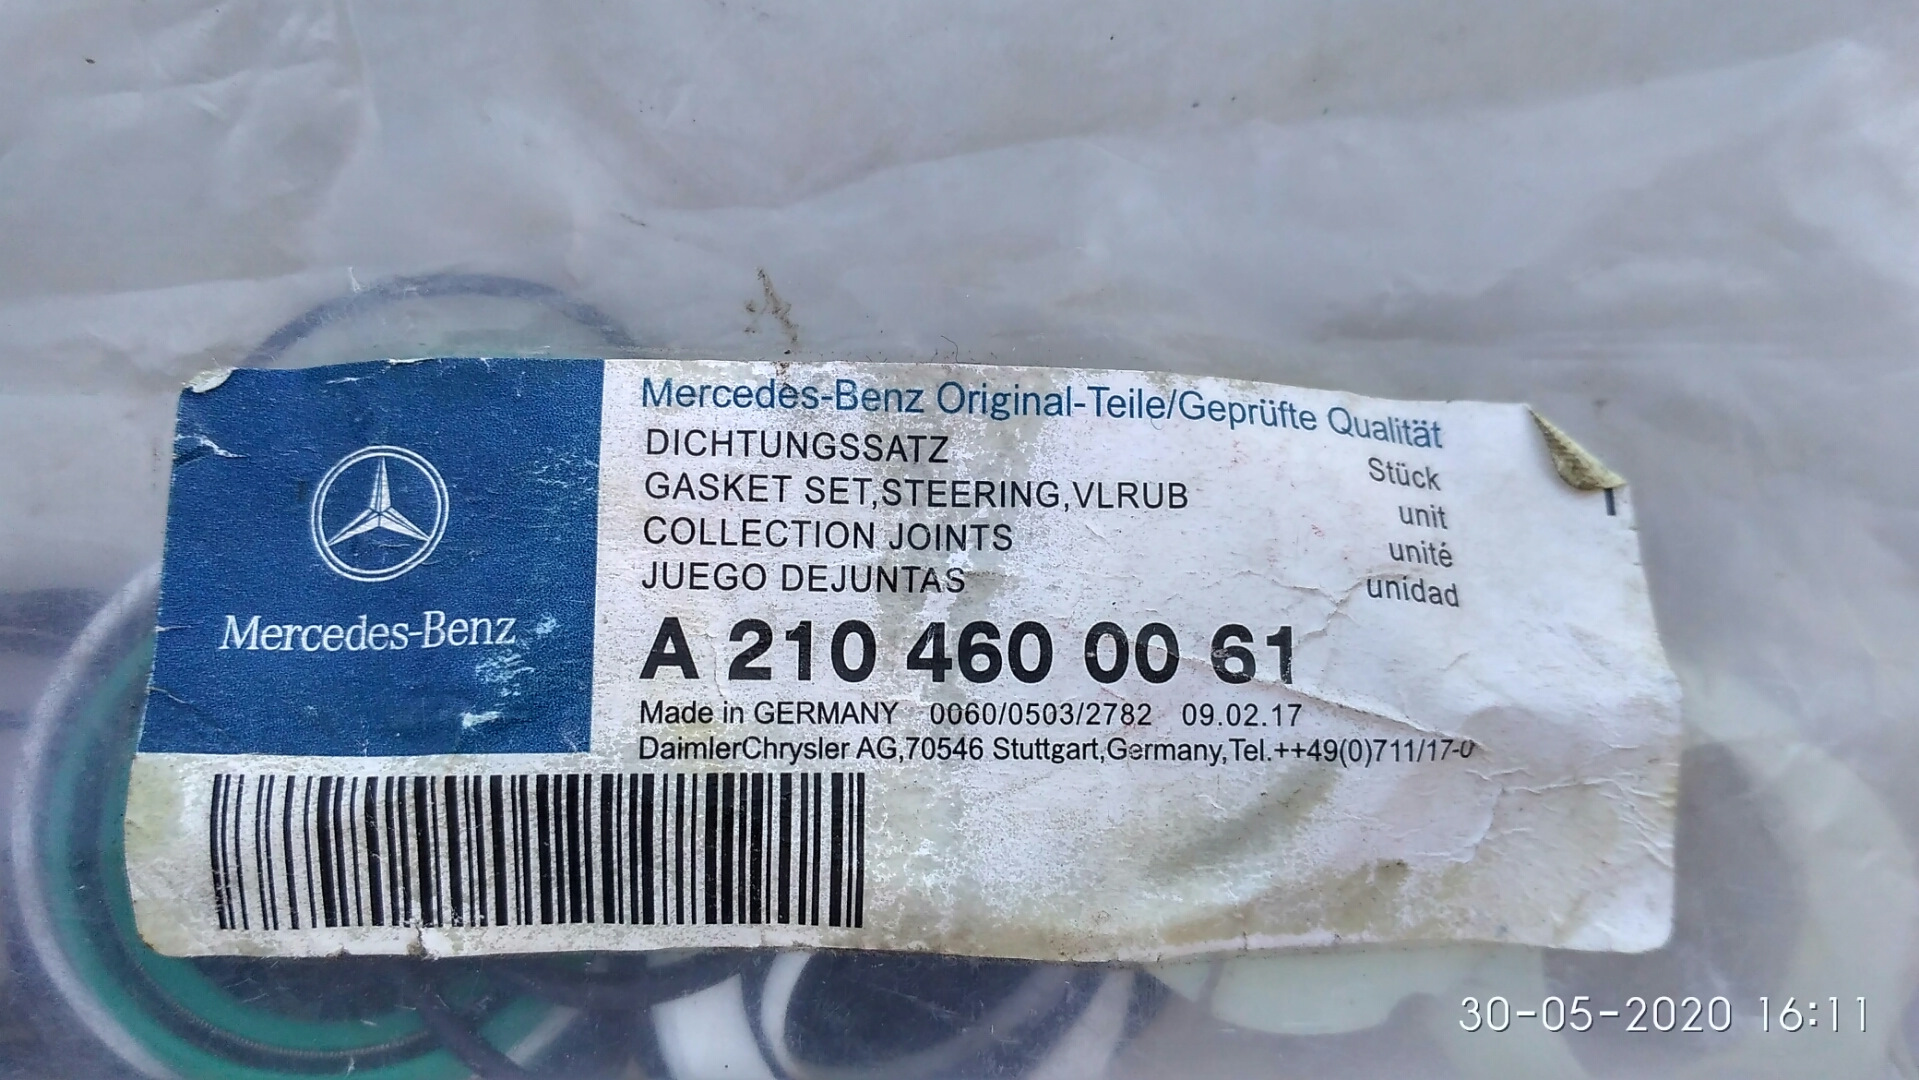 Mercedes-Benz
Mercedes-Benz Original-Teile/Geprüfte Qualität
DICHTUNGSSATZ Stück
GASKET SET,STEERING,VLRUB unit
COLLECTION JOINTS unité
JUEGO DEJUNTAS unidad
A 210 460 00 61
Made in GERMANY 0060/0503/2782 09.02.17
DaimlerChrysler AG,70546 Stuttgart,Germany,Tel.++49(0)711/17-0
30-05-2020 16:11